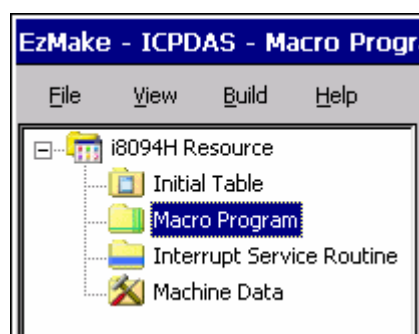 EzMake - ICPDAS - Macro Progr
File View Build Help
i8094H Resource
Initial Table
Macro Program
Interrupt Service Routine
Machine Data